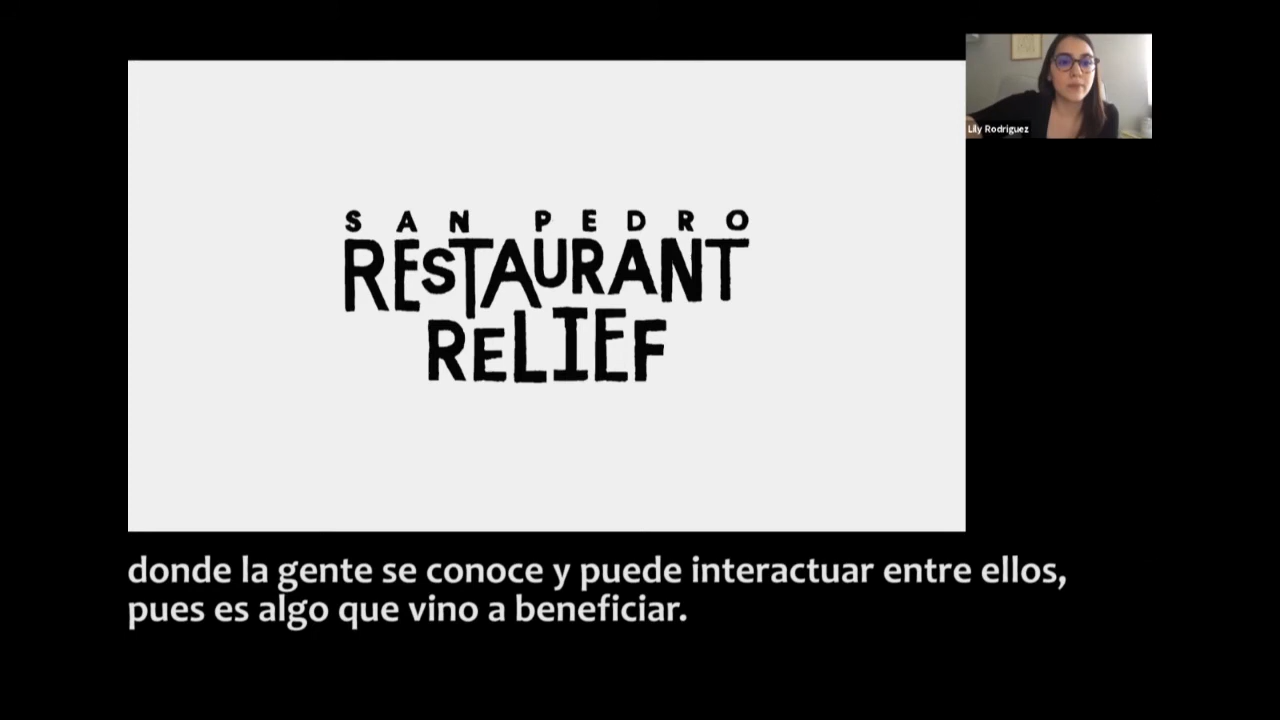 Lily Rodriguez
SAN PEDRO
RESTAURANT
RELIEF
donde la gente se conoce y puede interactuar entre ellos,
pues es algo que vino a beneficiar.